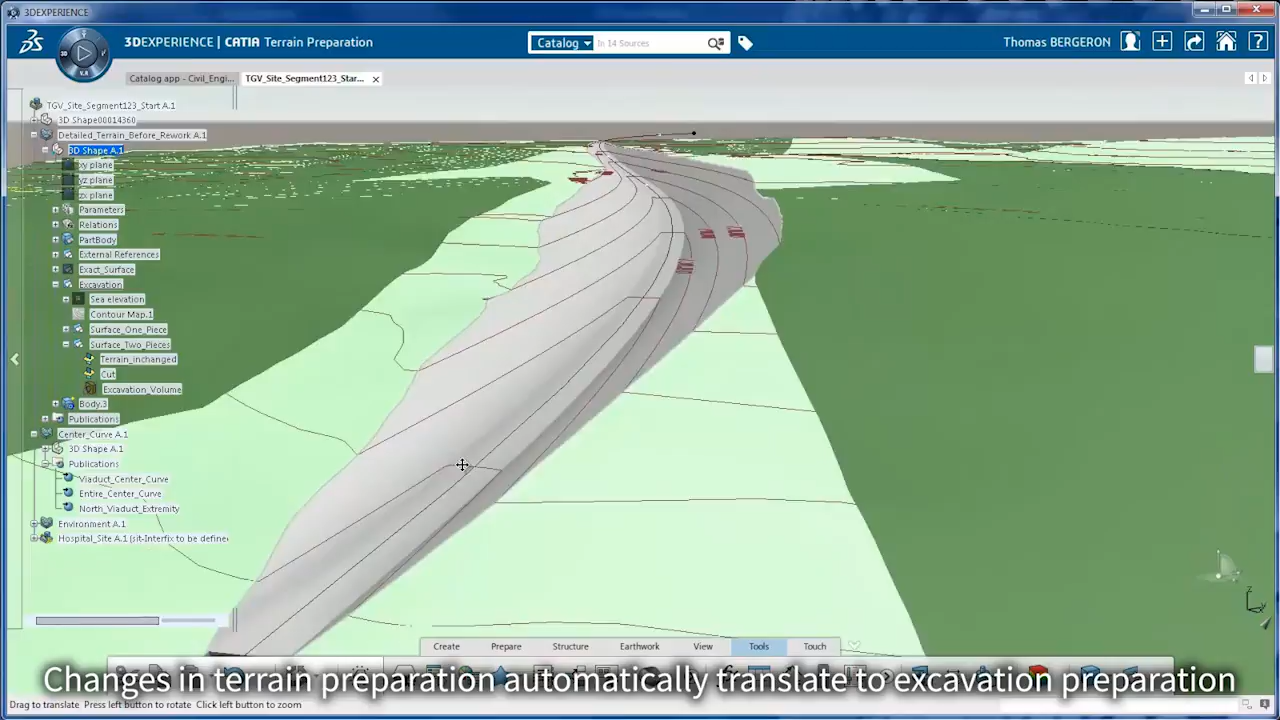 3DEXPERIENCE
3DEXPERIENCE | CATIA Terrain Preparation
Catalog
In 14 Sources
Thomas BERGERON
Catalog app - Civil_Engi...
TGV_Site_Segment123_Star...
TGV_Site_Segment123_Start A.1
3D Shape00014360
Detailed_Terrain_Before_Rework A.1
3D Shape A.1
xy plane
yz plane
zx plane
Parameters
Relations
PartBody
External References
Exact_Surface
Excavation
Sea elevation
Contour Map.1
Surface_One_Piece
Surface_Two_Pieces
Terrain_inchanged
Cut
Excavation_Volume
Body.3
Publications
Center_Curve A.1
3D Shape A.1
Publications
Viaduct_Center_Curve
Entire_Center_Curve
North_Viaduct_Extremity
Environment A.1
Hospital_Site A.1 (sit-Interfix to be define
Create Prepare Structure Earthwork View Tools Touch
Changes in terrain preparation automatically translate to excavation preparation
Drag to translate Press left button to rotate Click left button to zoom